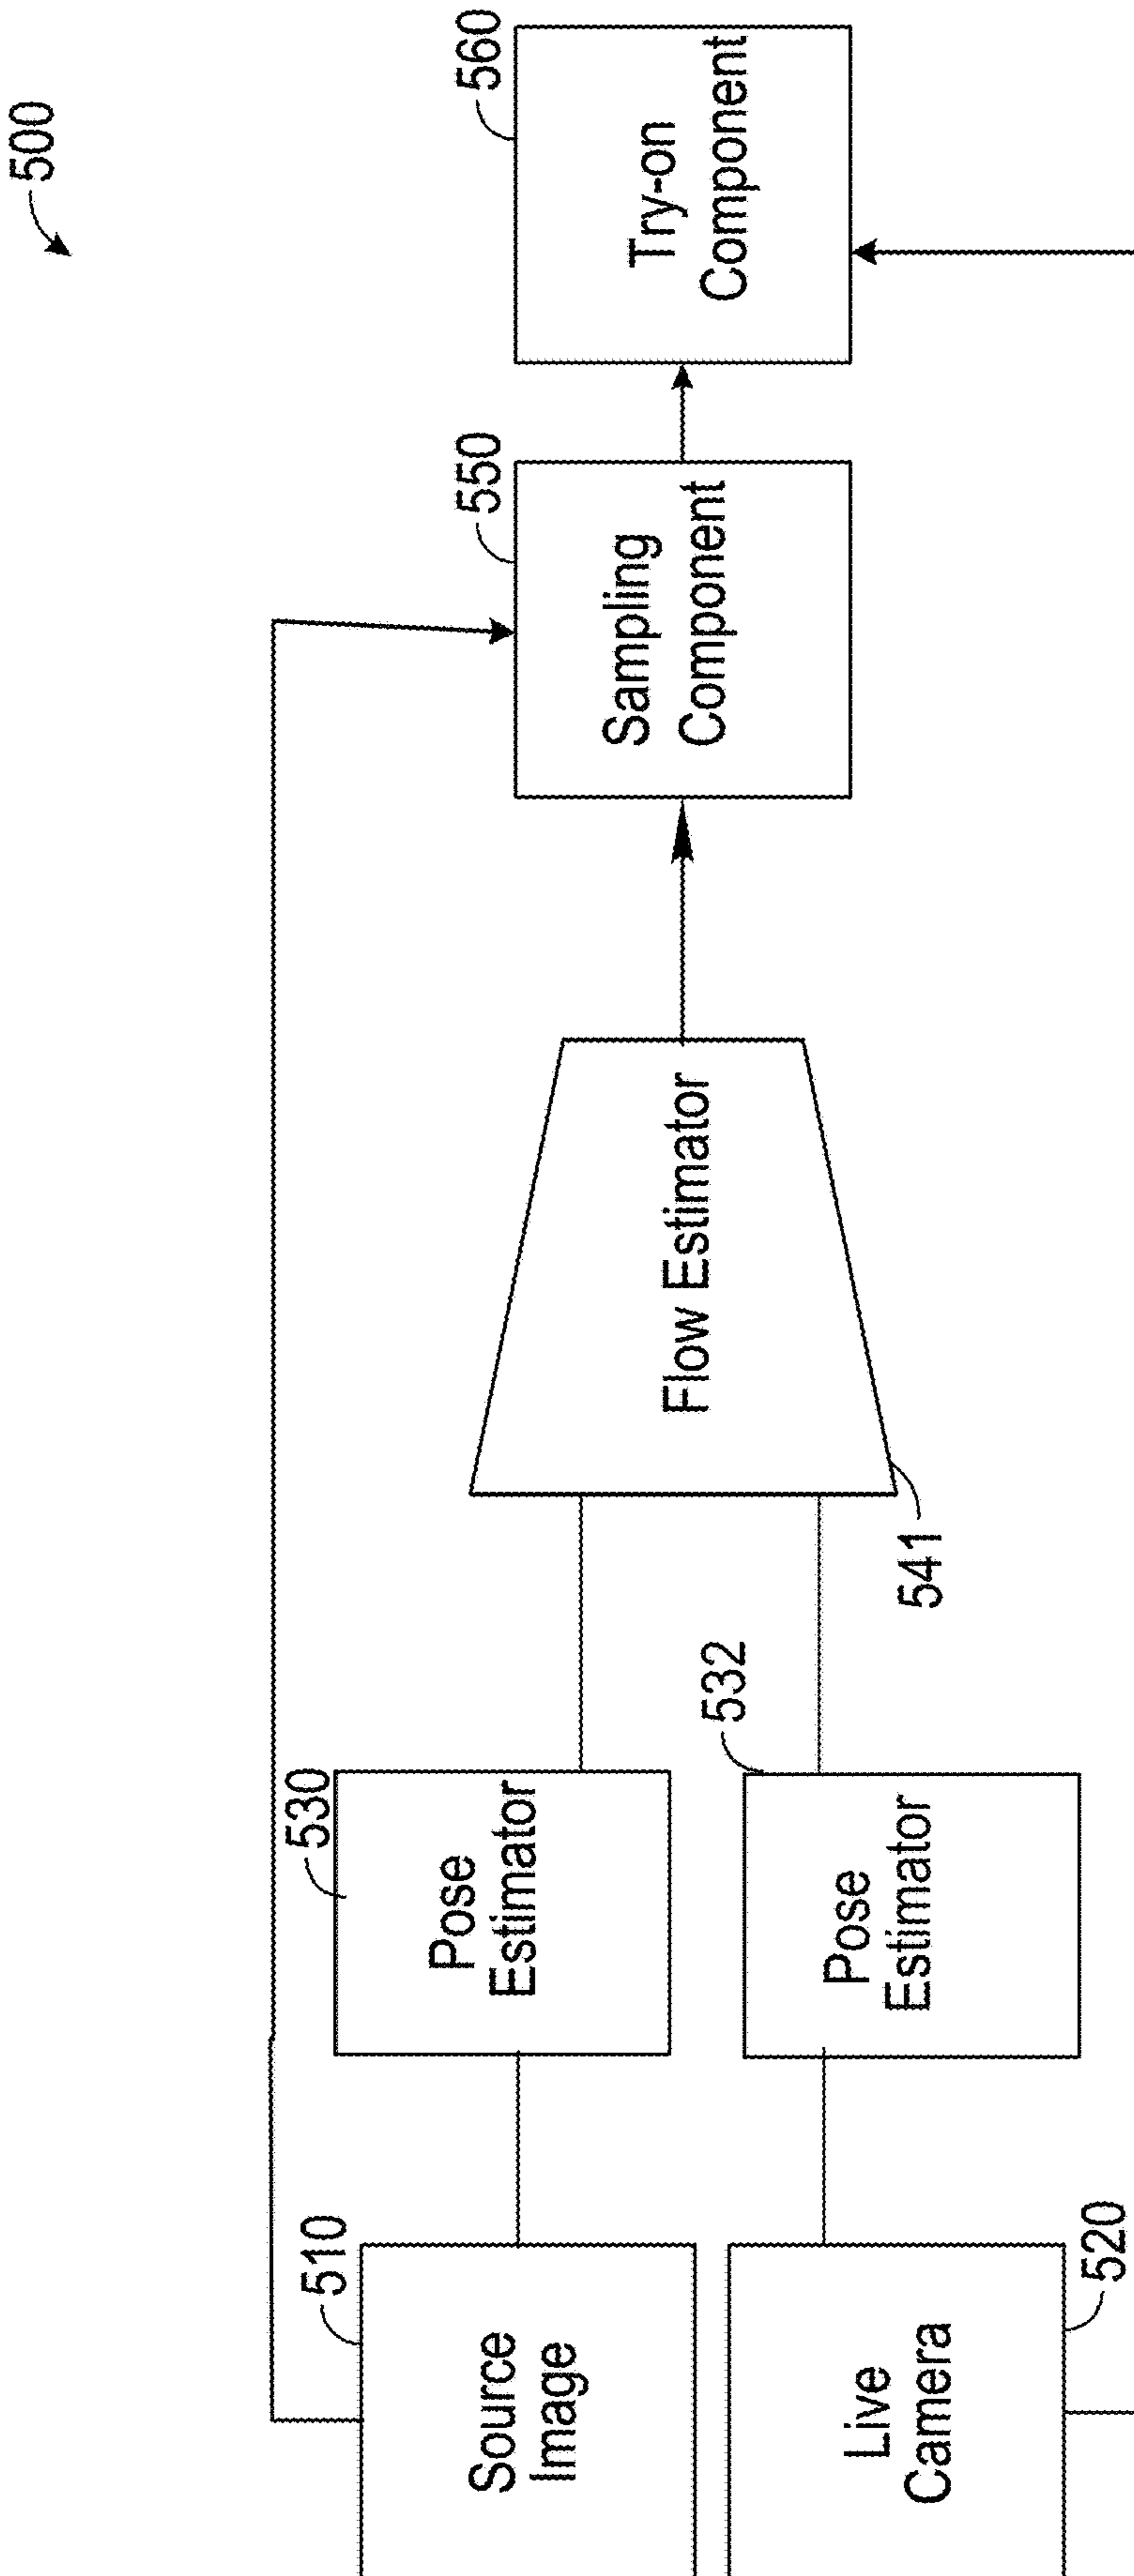 500
510
Source
Image
520
Live
Camera
530
Pose
Estimator
532
Pose
Estimator
541
Flow Estimator
550
Sampling
Component
560
Try-on
Component